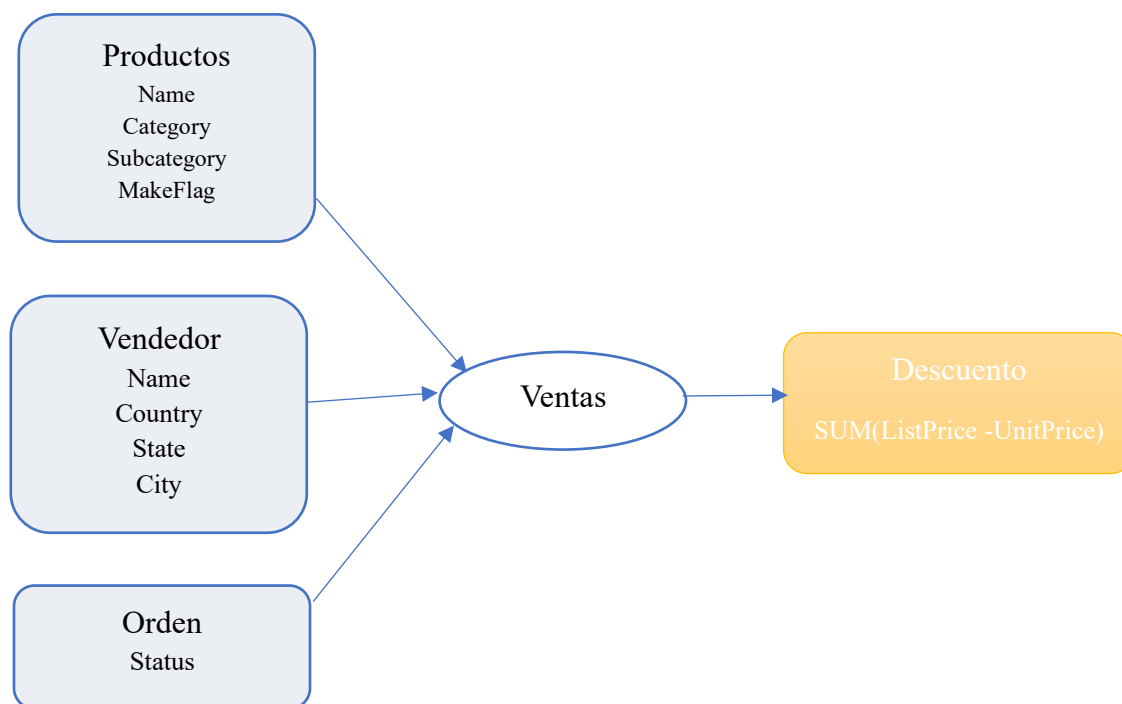 Productos
Name
Category
Subcategory
MakeFlag
Vendedor
Name
Country
State
City
Orden
Status
Ventas
Descuento
SUM(ListPrice -UnitPrice)